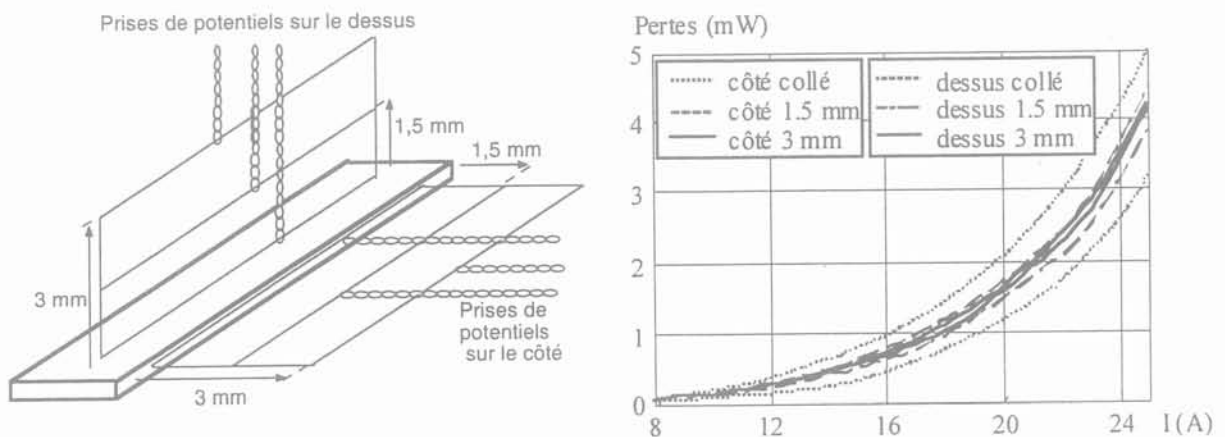 Prises de potentiels sur le dessus
1,5 mm
1,5 mm
3 mm
Prises de
potentiels
sur le côté
3 mm
Pertes (mW)
5
4
3
2
1
0
côté collé
côté 1.5 mm
côté 3 mm
dessus collé
dessus 1.5 mm
dessus 3 mm
8
12
16
20
24
I (A)